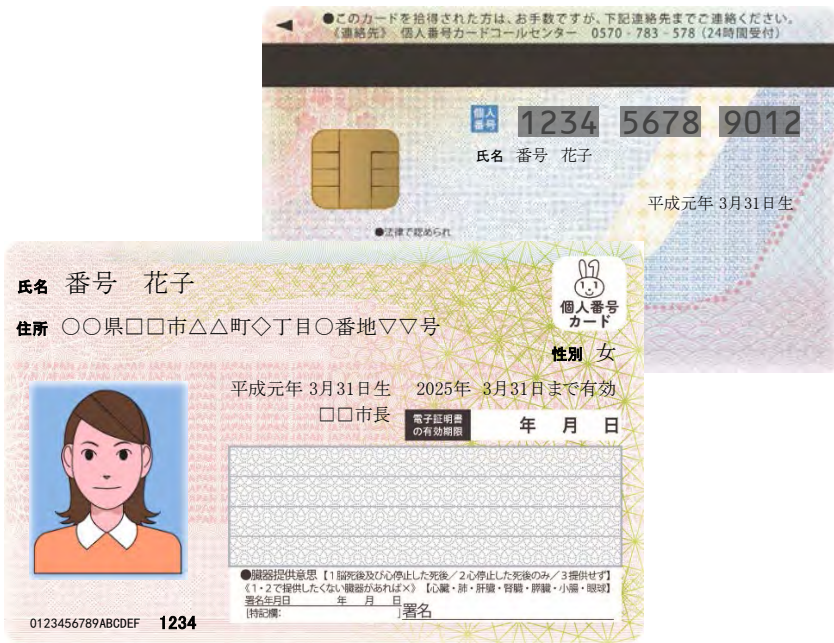 ◀ ●このカードを拾得された方は、お手数ですが、下記連絡先までご連絡ください。
《連絡先》 個人番号カードコールセンター 0570-783-578（24時間受付）
個人番号 1234 5678 9012
氏名 番号 花子
平成元年 3月31日生
●法律で認められ
氏名 番号 花子
個人番号
カード
住所 〇〇県□□市△△町◇丁目〇番地▽▽号
性別 女
平成元年 3月31日生 2025年 3月31日まで有効
□□市長 電子証明書の有効期限 年 月 日
●臓器提供意思【1 脳死後及び心停止した死後／2 心停止した死後のみ／3 提供せず】
《1・2で提供したくない臓器があれば×》【心臓・肺・肝臓・腎臓・膵臓・小腸・眼球】
署名年月日 年 月 日
[特記欄: ] 署名
0123456789ABCDEF 1234